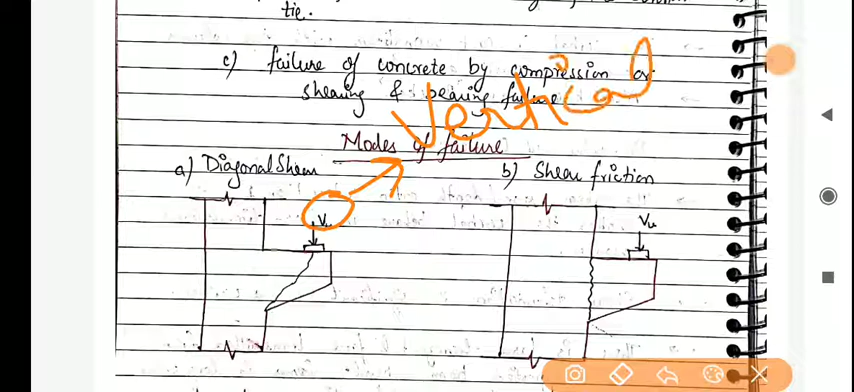 tie.
c) failure of concrete by compression or
shearing & bearing failure
Vertical
Modes of failure
a) Diagonal Shear
b) Shear friction
Vu
Vu